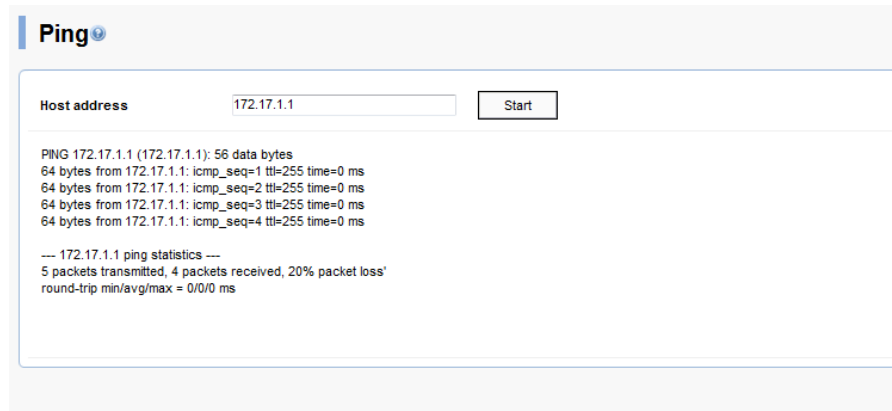 Ping
Host address 172.17.1.1 Start
PING 172.17.1.1 (172.17.1.1): 56 data bytes
64 bytes from 172.17.1.1: icmp_seq=1 ttl=255 time=0 ms
64 bytes from 172.17.1.1: icmp_seq=2 ttl=255 time=0 ms
64 bytes from 172.17.1.1: icmp_seq=3 ttl=255 time=0 ms
64 bytes from 172.17.1.1: icmp_seq=4 ttl=255 time=0 ms
--- 172.17.1.1 ping statistics ---
5 packets transmitted, 4 packets received, 20% packet loss'
round-trip min/avg/max = 0/0/0 ms